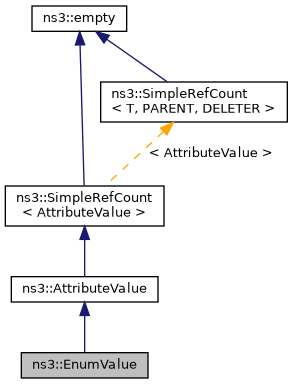 ns3::empty
ns3::SimpleRefCount
< T, PARENT, DELETER >
< AttributeValue >
ns3::SimpleRefCount
< AttributeValue >
ns3::AttributeValue
ns3::EnumValue